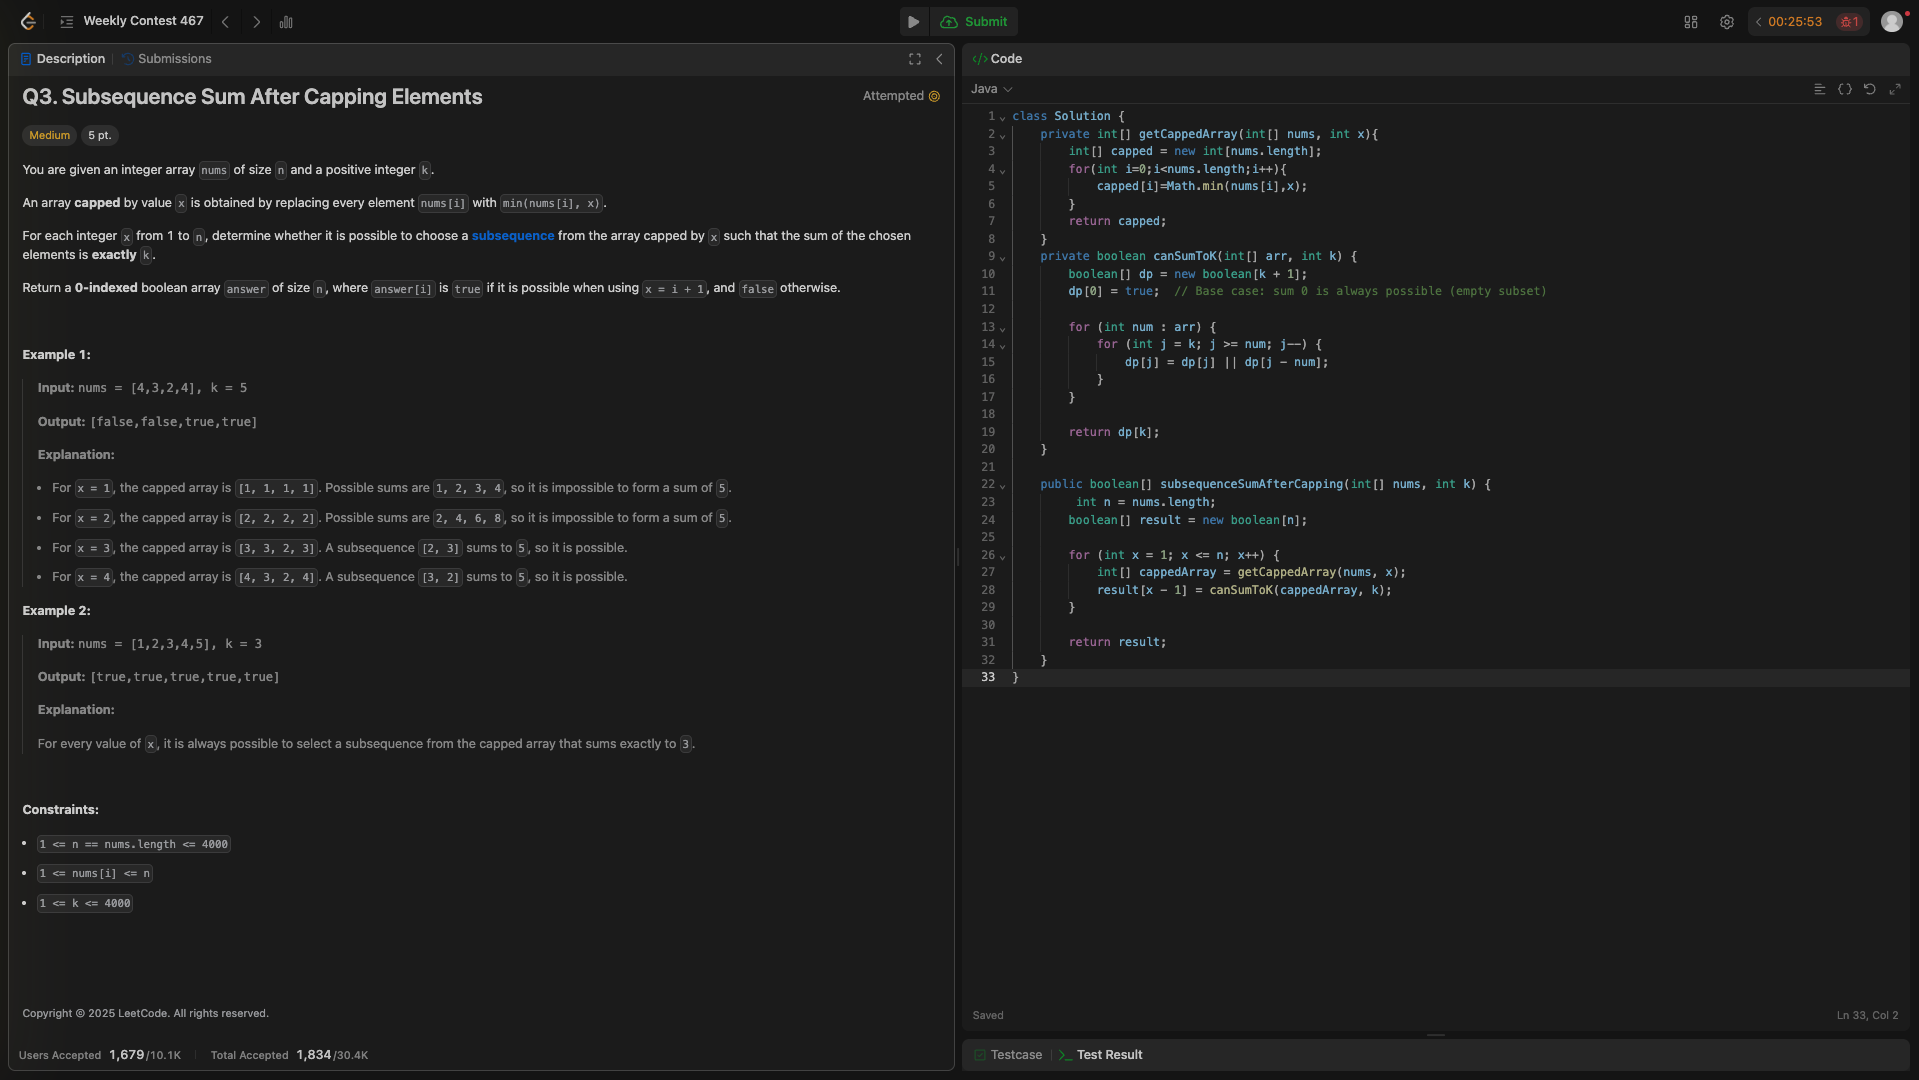 Weekly Contest 467
Submit
00:25:53
1
Description
Submissions
Q3. Subsequence Sum After Capping Elements
Attempted
Medium
5 pt.
You are given an integer array nums of size n and a positive integer k.
An array capped by value x is obtained by replacing every element nums[i] with min(nums[i], x).
For each integer x from 1 to n, determine whether it is possible to choose a subsequence from the array capped by x such that the sum of the chosen
elements is exactly k.
Return a 0-indexed boolean array answer of size n, where answer[i] is true if it is possible when using x = i + 1, and false otherwise.
Example 1:
Input: nums = [4,3,2,4], k = 5
Output: [false,false,true,true]
Explanation:
• For x = 1, the capped array is [1, 1, 1, 1]. Possible sums are 1, 2, 3, 4, so it is impossible to form a sum of 5.
• For x = 2, the capped array is [2, 2, 2, 2]. Possible sums are 2, 4, 6, 8, so it is impossible to form a sum of 5.
• For x = 3, the capped array is [3, 3, 2, 3]. A subsequence [2, 3] sums to 5, so it is possible.
• For x = 4, the capped array is [4, 3, 2, 4]. A subsequence [3, 2] sums to 5, so it is possible.
Example 2:
Input: nums = [1,2,3,4,5], k = 3
Output: [true,true,true,true,true]
Explanation:
For every value of x, it is always possible to select a subsequence from the capped array that sums exactly to 3.
Constraints:
• 1 <= n == nums.length <= 4000
• 1 <= nums[i] <= n
• 1 <= k <= 4000
Copyright © 2025 LeetCode. All rights reserved.
Users Accepted 1,679/10.1K
Total Accepted 1,834/30.4K
</> Code
Java
1 class Solution {
2     private int[] getCappedArray(int[] nums, int x){
3         int[] capped = new int[nums.length];
4         for(int i=0;i<nums.length;i++){
5             capped[i]=Math.min(nums[i],x);
6         }
7         return capped;
8     }
9     private boolean canSumToK(int[] arr, int k) {
10         boolean[] dp = new boolean[k + 1];
11         dp[0] = true;  // Base case: sum 0 is always possible (empty subset)
12
13         for (int num : arr) {
14             for (int j = k; j >= num; j--) {
15                 dp[j] = dp[j] || dp[j - num];
16             }
17         }
18
19         return dp[k];
20     }
21
22     public boolean[] subsequenceSumAfterCapping(int[] nums, int k) {
23          int n = nums.length;
24         boolean[] result = new boolean[n];
25
26         for (int x = 1; x <= n; x++) {
27             int[] cappedArray = getCappedArray(nums, x);
28             result[x - 1] = canSumToK(cappedArray, k);
29         }
30
31         return result;
32     }
33 }
Saved
Ln 33, Col 2
Testcase
>_ Test Result